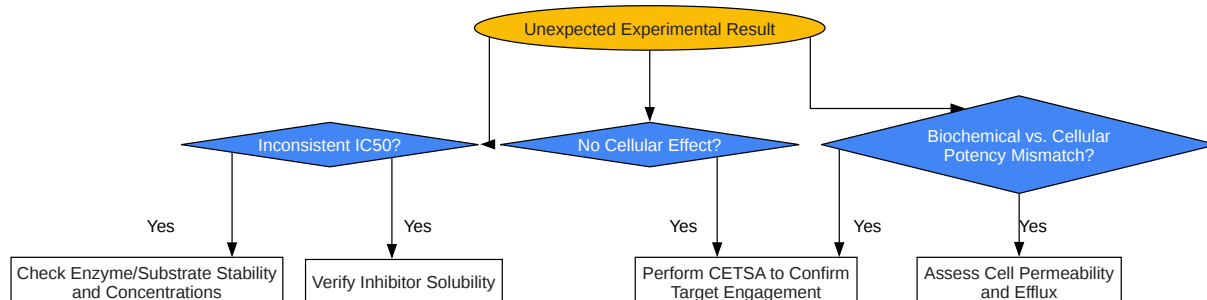 Unexpected Experimental Result
Inconsistent IC50?
No Cellular Effect?
Biochemical vs. Cellular
Potency Mismatch?
Yes
Yes
Yes
Yes
Yes
Check Enzyme/Substrate Stability
and Concentrations
Verify Inhibitor Solubility
Perform CETSA to Confirm
Target Engagement
Assess Cell Permeability
and Efflux